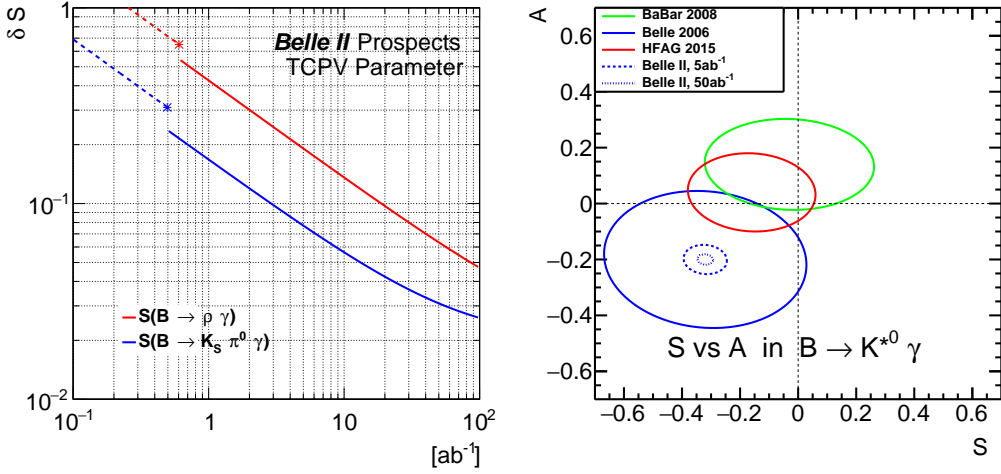 δ S
1
10⁻¹
10⁻²
Belle II Prospects
TCPV Parameter
S(B → ρ γ)
S(B → K_S π⁰ γ)
10⁻¹ 1 10 10²
[ab⁻¹]
A
0.6
0.4
0.2
0
−0.2
−0.4
−0.6
BaBar 2008
Belle 2006
HFAG 2015
Belle II, 5ab⁻¹
Belle II, 50ab⁻¹
S vs A in B → K*⁰ γ
−0.6 −0.4 −0.2 0 0.2 0.4 0.6
S